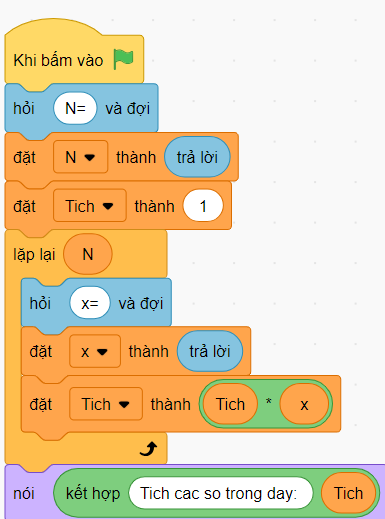 Khi bấm vào
hỏi N= và đợi
đặt N thành trả lời
đặt Tich thành 1
lặp lại N
hỏi x= và đợi
đặt x thành trả lời
đặt Tich thành Tich * x
nói kết hợp Tich cac so trong day: Tich